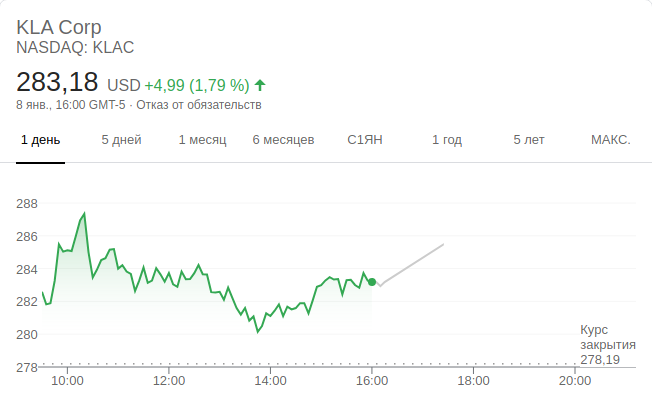 KLA Corp
NASDAQ: KLAC
283,18 USD +4,99 (1,79 %)
8 янв., 16:00 GMT-5 · Отказ от обязательств
1 день 5 дней 1 месяц 6 месяцев С1ЯН 1 год 5 лет МАКС.
288
286
284
282
280
278
Курс
закрытия
278,19
10:00 12:00 14:00 16:00 18:00 20:00